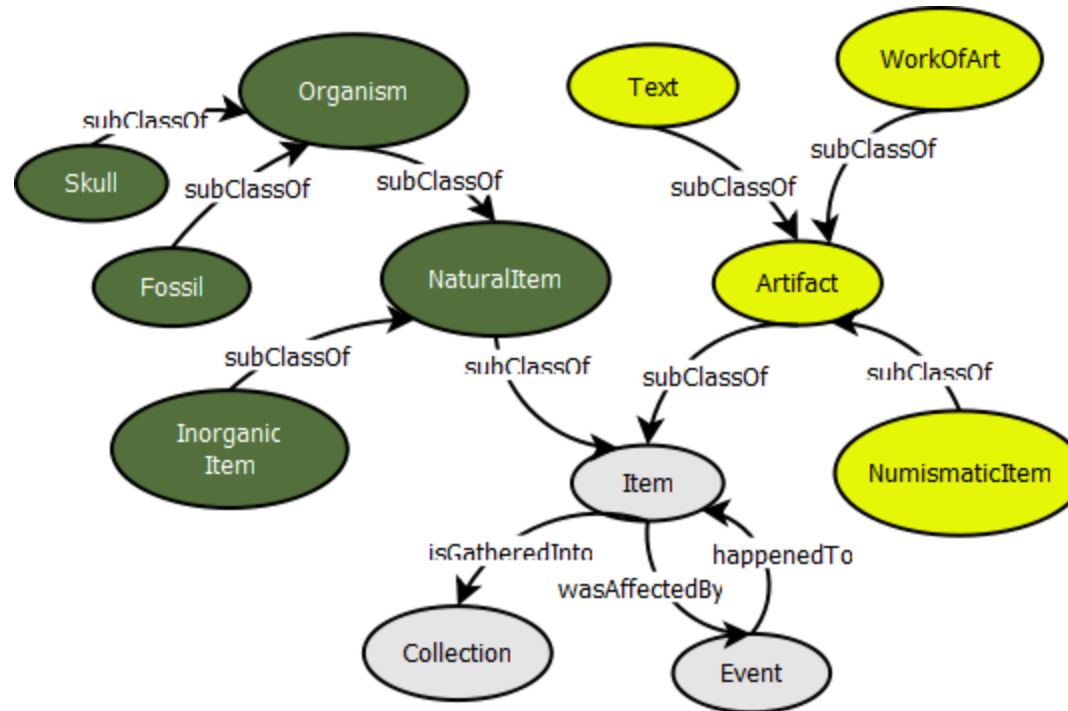 WorkOfArt
Organism
Text
subClassOf
subClassOf
Skull
subClassOf
subClassOf
subClassOf
NaturalItem
Artifact
Fossil
subClassOf
subClassOf
subClassOf
subClassOf
Inorganic
Item
Item
NumismaticItem
isGatheredInto
happenedTo
wasAffectedBy
Collection
Event